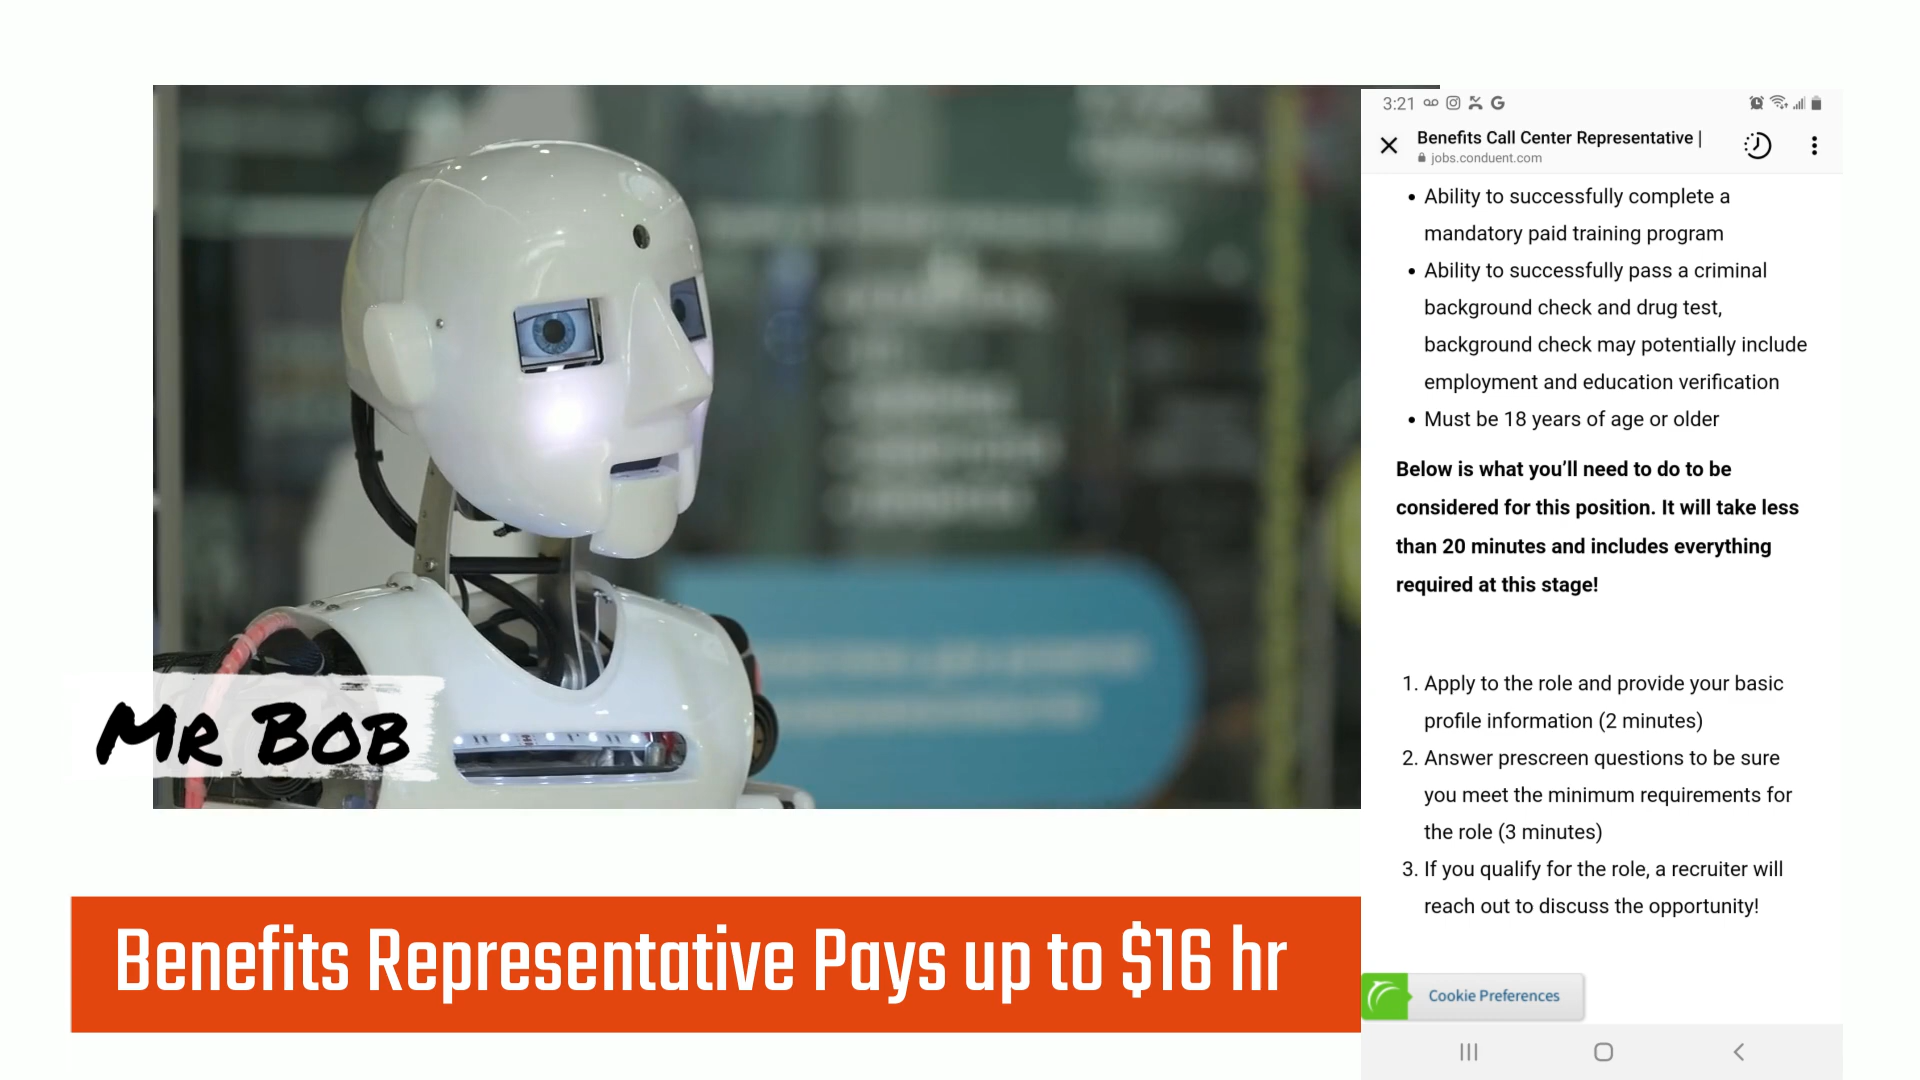 Mr Bob
Benefits Representative Pays up to $16 hr
3:21
Benefits Call Center Representative |
jobs.conduent.com
• Ability to successfully complete a
mandatory paid training program
• Ability to successfully pass a criminal
background check and drug test,
background check may potentially include
employment and education verification
• Must be 18 years of age or older
Below is what you’ll need to do to be
considered for this position. It will take less
than 20 minutes and includes everything
required at this stage!
1. Apply to the role and provide your basic
profile information (2 minutes)
2. Answer prescreen questions to be sure
you meet the minimum requirements for
the role (3 minutes)
3. If you qualify for the role, a recruiter will
reach out to discuss the opportunity!
Cookie Preferences